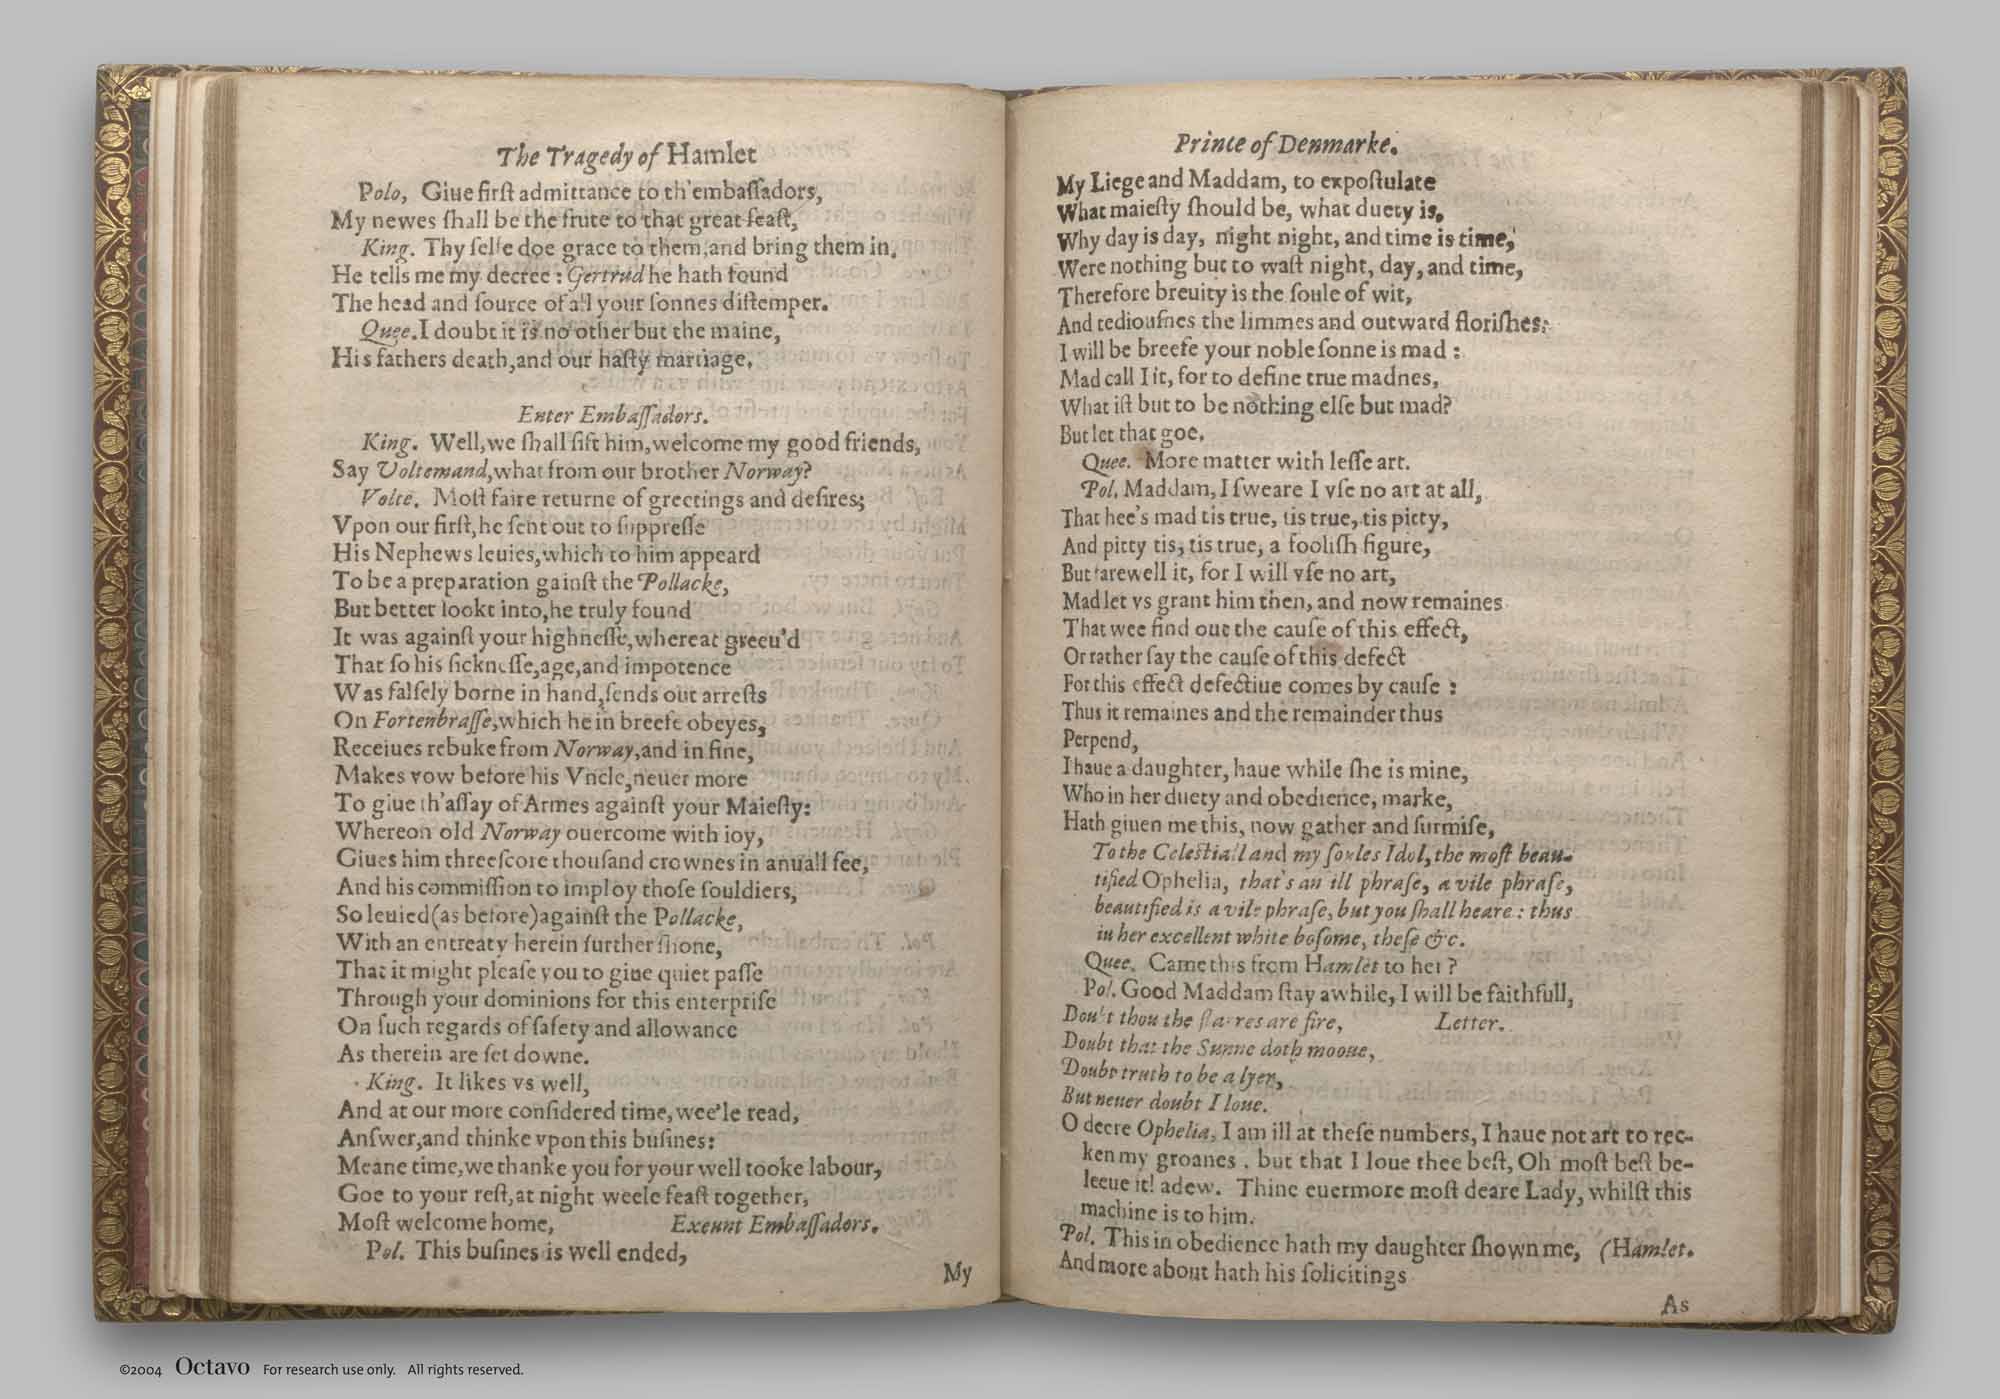 The Tragedy of Hamlet
Polo, Giue firſt admittance to th'embaſſadors,
My newes ſhall be the frute to that great feaſt,
King. Thy ſelfe doe grace to them,and bring them in,
He tells me my decree : Gertrud he hath found
The head and ſource of all your ſonnes diſtemper.
Quee.I doubt it is no other but the maine,
His fathers death,and our haſty marriage,
Enter Embaſſadors.
King. Well,we ſhall ſift him,welcome my good friends,
Say Voltemand,what from our brother Norway?
Volte. Moſt faire returne of greetings and deſires;
Vpon our firſt,he ſent out to ſuppreſſe
His Nephews leuies,which to him appeard
To be a preparation gainſt the Pollacke,
But better lookt into,he truly found
It was againſt your highneſſe,whereat greeu'd
That ſo his ſickneſſe,age,and impotence
Was falſely borne in hand,ſends out arreſts
On Fortenbraſſe,which he in breefe obeyes,
Receiues rebuke from Norway,and in fine,
Makes vow before his Vncle,neuer more
To giue th'aſſay of Armes againſt your Maieſty:
Whereon old Norway ouercome with ioy,
Giues him threeſcore thouſand crownes in anuall fee,
And his commiſſion to imploy thoſe ſouldiers,
So leuied(as before)againſt the Pollacke,
With an entreaty herein further ſhone,
That it might pleaſe you to giue quiet paſſe
Through your dominions for this enterpriſe
On ſuch regards of ſafety and allowance
As therein are ſet downe.
King. It likes vs well,
And at our more conſidered time,wee'le read,
Anſwer,and thinke vpon this buſines:
Meane time,we thanke you for your well tooke labour,
Goe to your reſt,at night weele feaſt together,
Moſt welcome home, Exeunt Embaſſadors.
Pol. This buſines is well ended,
My
Prince of Denmarke.
My Liege and Maddam, to expoſtulate
What maieſty ſhould be, what duety is,
Why day is day, night night, and time is time,
Were nothing but to waſt night, day, and time,
Therefore breuity is the ſoule of wit,
And tediouſnes the limmes and outward floriſhes:
I will be breefe your noble ſonne is mad :
Mad call I it, for to define true madnes,
What iſt but to be nothing elſe but mad?
But let that goe.
Quee. More matter with leſſe art.
Pol. Maddam, I ſweare I vſe no art at all,
That hee's mad tis true, tis true, tis pitty,
And pitty tis, tis true, a fooliſh figure,
But farewell it, for I will vſe no art,
Mad let vs grant him then, and now remaines
That wee find out the cauſe of this effect,
Or rather ſay the cauſe of this defect
For this effect defectiue comes by cauſe :
Thus it remaines and the remainder thus
Perpend,
I haue a daughter, haue while ſhe is mine,
Who in her duety and obedience, marke,
Hath giuen me this, now gather and ſurmiſe,
To the Celestiall and my ſoules Idol, the moſt beau-
tified Ophelia, that's an ill phraſe, a vile phraſe,
beautified is a vile phraſe, but you ſhall heare : thus
in her excellent white boſome, theſe &c.
Quee. Came this from Hamlet to her ?
Pol. Good Maddam ſtay awhile, I will be faithfull,
Doubt thou the ſtarres are fire, Letter.
Doubt that the Sunne doth mooue,
Doubt truth to be a lyer,
But neuer doubt I loue.
O deere Ophelia, I am ill at theſe numbers, I haue not art to rec-
ken my groanes , but that I loue thee beſt, Oh moſt beſt be-
leeue it! adew. Thine euermore moſt deare Lady, whilſt this
machine is to him.
Pol. This in obedience hath my daughter ſhown me, (Hamlet.
And more about hath his ſolicitings
As
©2004 Octavo For research use only. All rights reserved.